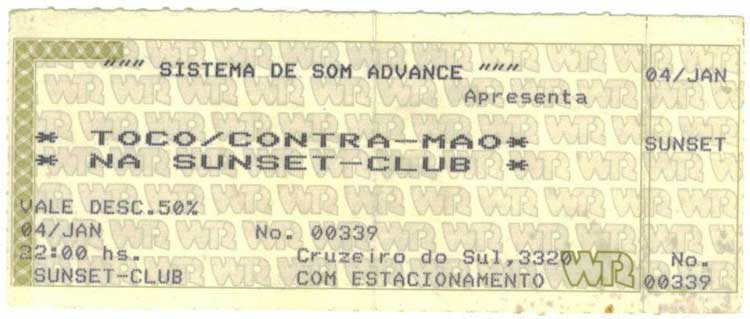 """ SISTEMA DE SOM ADVANCE """
Apresenta
* TOCO/CONTRA-MAO*
* NA SUNSET-CLUB *
VALE DESC.50%
04/JAN No. 00339
22:00 hs. Cruzeiro do Sul,3320
SUNSET-CLUB COM ESTACIONAMENTO
WTR
04/JAN
SUNSET
No.
00339